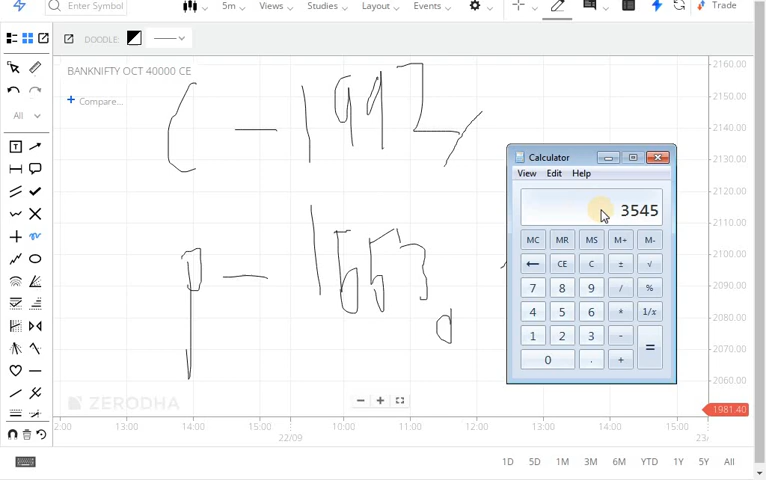 Enter Symbol
5m
Views
Studies
Layout
Events
Trade
DOODLE:
BANKNIFTY OCT 40000 CE
Compare...
All
C - 1992
P - 1653
Calculator
View Edit Help
3545
MC MR MS M+ M-
← CE C ± √
7 8 9 / %
4 5 6 * 1/x
1 2 3 - =
0 . +
2160.00
2150.00
2140.00
2130.00
2120.00
2110.00
2100.00
2090.00
2080.00
2070.00
2060.00
1981.40
ZERODHA
2:00 13:00 14:00 15:00 10:00 11:00 12:00 13:00 14:00 15:00
22/09 23
1D 5D 1M 3M 6M YTD 1Y 5Y All